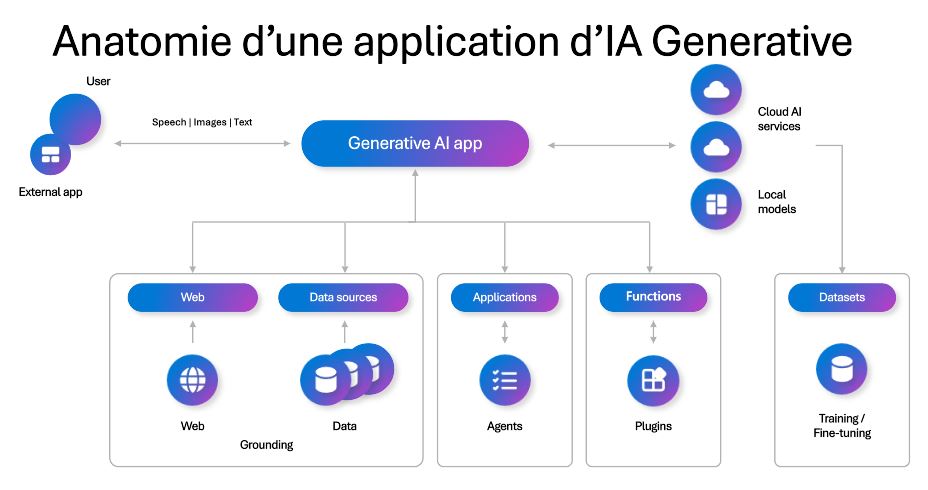 Anatomie d’une application d’IA Generative
User
Speech | Images | Text
External app
Generative AI app
Cloud AI
services
Local
models
Web
Data sources
Applications
Functions
Datasets
Web
Data
Agents
Plugins
Training /
Fine-tuning
Grounding